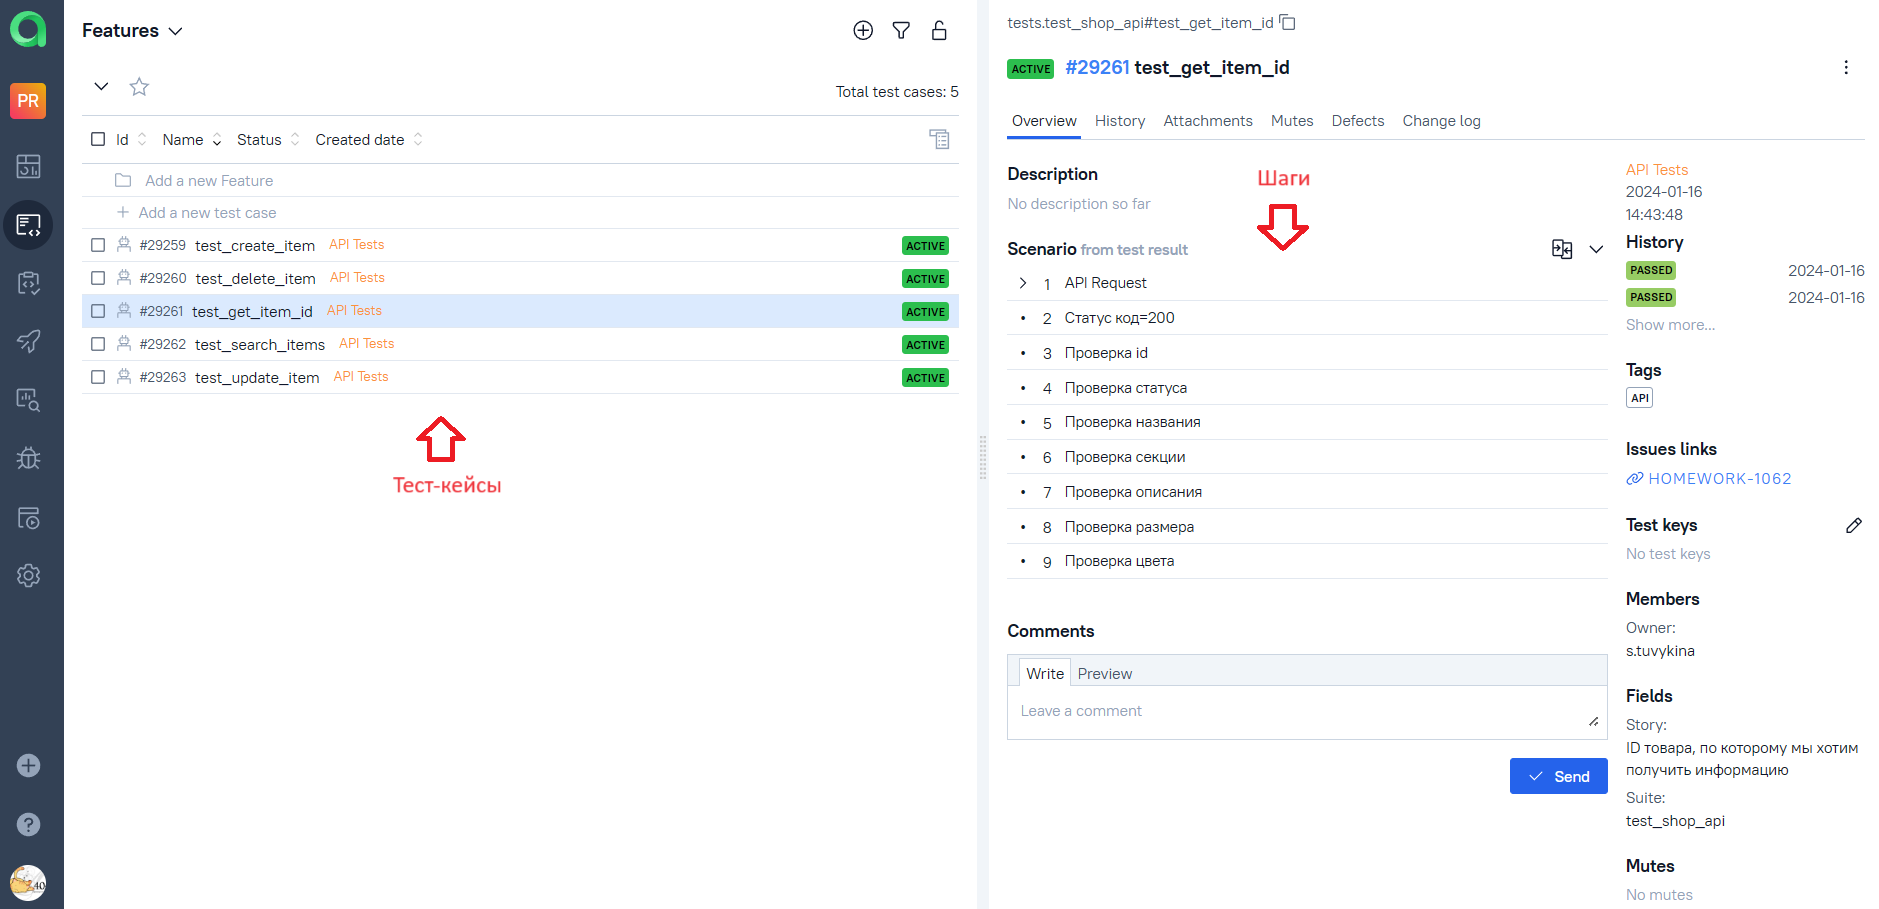 PR
40
Features
Total test cases: 5
Id Name Status Created date
Add a new Feature
Add a new test case
#29259 test_create_item API Tests ACTIVE
#29260 test_delete_item API Tests ACTIVE
#29261 test_get_item_id API Tests ACTIVE
#29262 test_search_items API Tests ACTIVE
#29263 test_update_item API Tests ACTIVE
Тест-кейсы
tests.test_shop_api#test_get_item_id
ACTIVE #29261 test_get_item_id
Overview History Attachments Mutes Defects Change log
Description
No description so far
Шаги
Scenario from test result
1 API Request
2 Статус код=200
3 Проверка id
4 Проверка статуса
5 Проверка названия
6 Проверка секции
7 Проверка описания
8 Проверка размера
9 Проверка цвета
Comments
Write Preview
Leave a comment
Send
API Tests
2024-01-16
14:43:48
History
PASSED 2024-01-16
PASSED 2024-01-16
Show more...
Tags
API
Issues links
HOMEWORK-1062
Test keys
No test keys
Members
Owner:
s.tuvykina
Fields
Story:
ID товара, по которому мы хотим
получить информацию
Suite:
test_shop_api
Mutes
No mutes